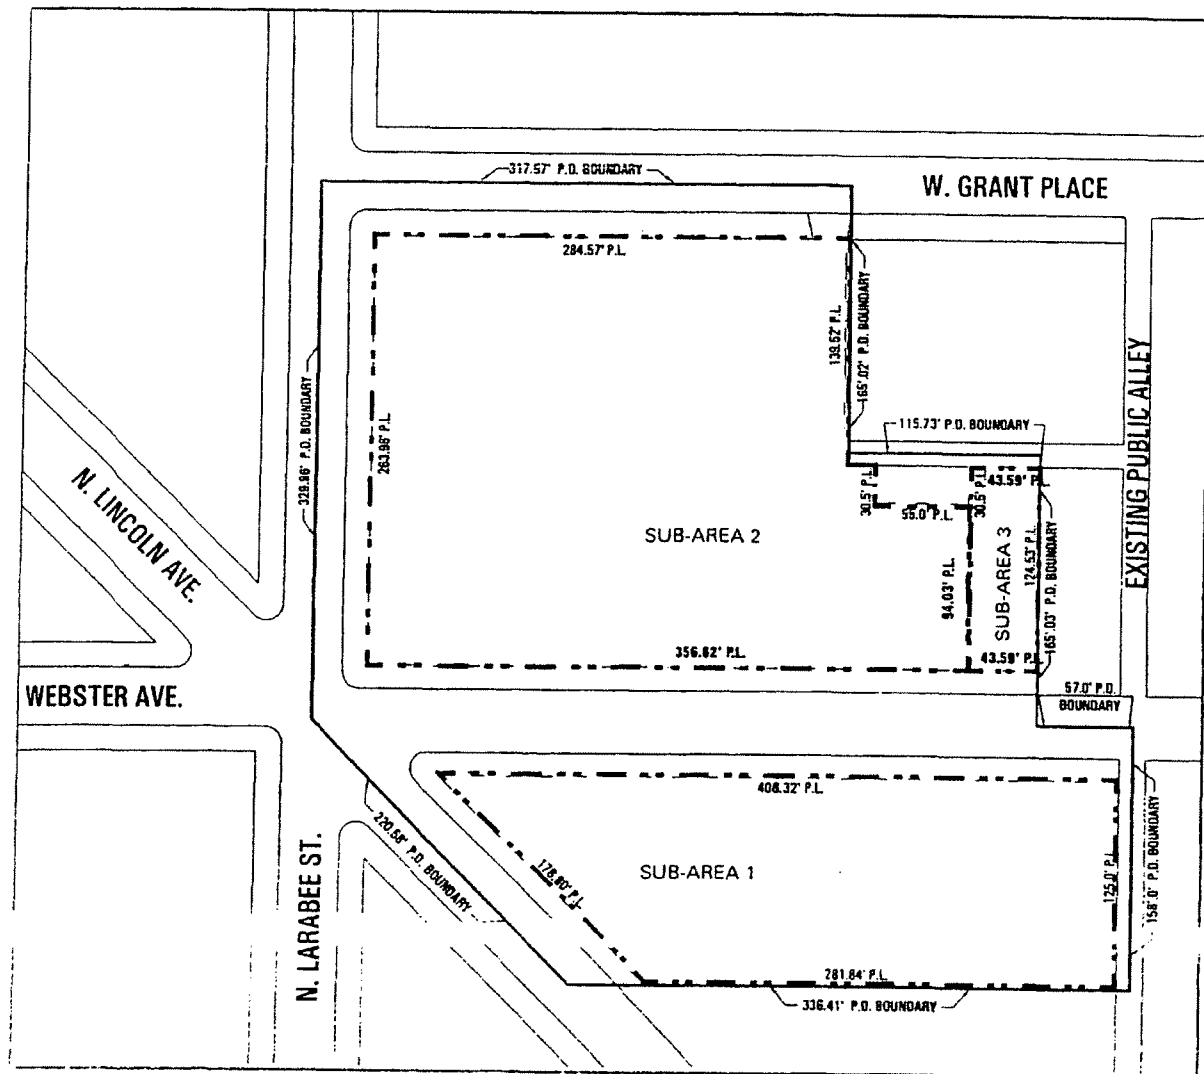 317.57' P.D. BOUNDARY
W. GRANT PLACE
284.57' P.L.
139.52' P.L.
165'.02' P.D. BOUNDARY
EXISTING PUBLIC ALLEY
329.96' P.D. BOUNDARY
263.96' P.L.
115.73' P.D. BOUNDARY
30.5' P.L.
55.0' P.L.
30.5' P.L.
43.59' P.L.
N. LINCOLN AVE.
SUB-AREA 2
94.03' P.L.
SUB-AREA 3
124.53' P.L.
165'.03' P.D. BOUNDARY
356.62' P.L.
43.59' P.L.
WEBSTER AVE.
57.0' P.D.
BOUNDARY
408.32' P.L.
220.58' P.D. BOUNDARY
178.80' P.L.
SUB-AREA 1
125.0' P.L.
158'.0' P.D. BOUNDARY
N. LARABEE ST.
281.84' P.L.
336.41' P.D. BOUNDARY